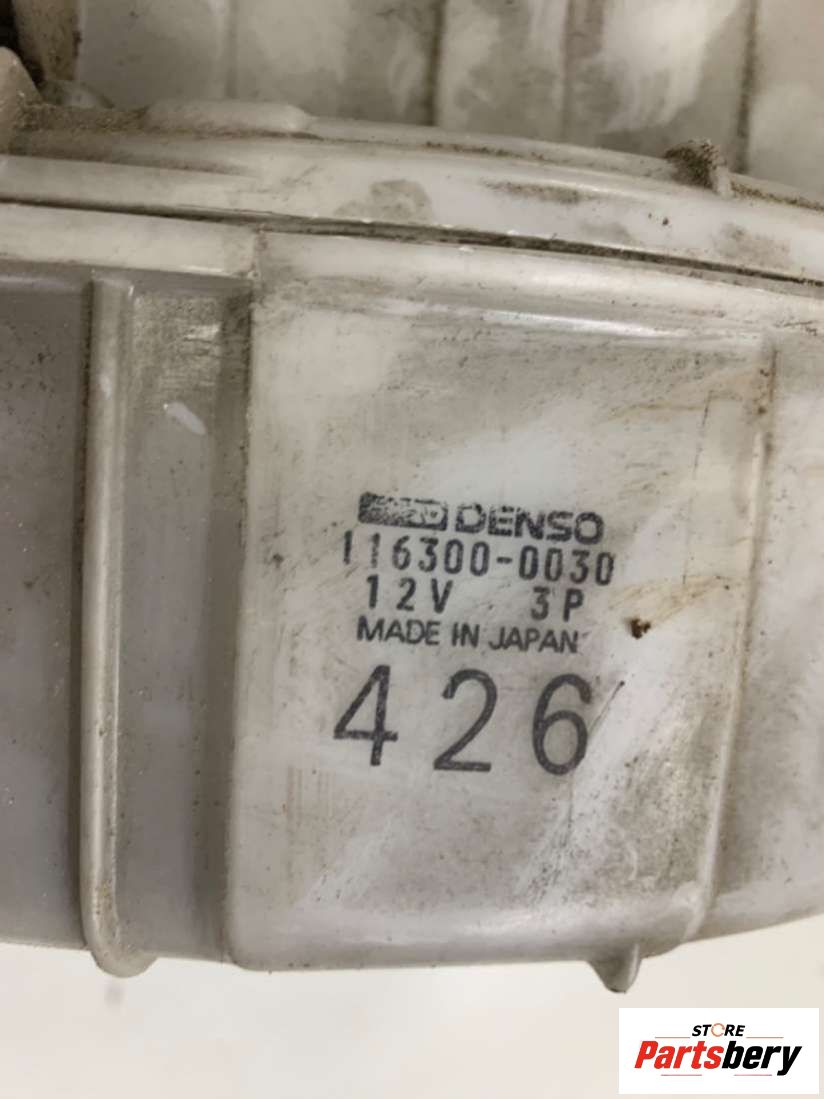 DENSO
116300-0030
12V 3P
MADE IN JAPAN
426
STORE
Partsbery